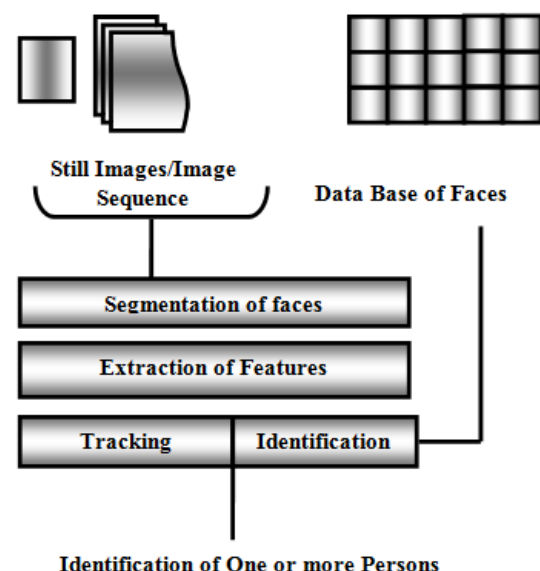 Still Images/Image
Sequence
Data Base of Faces
Segmentation of faces
Extraction of Features
Tracking
Identification
Identification of One or more Persons